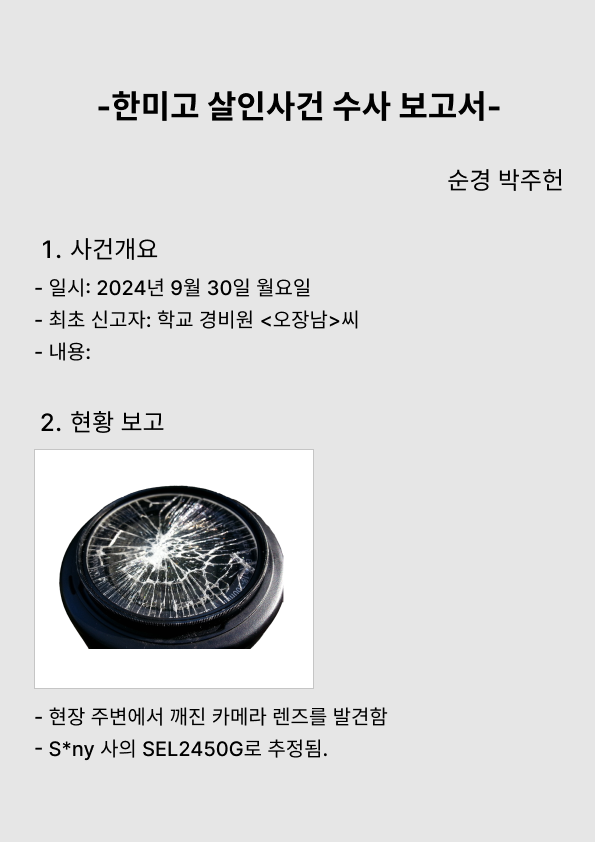 -한미고 살인사건 수사 보고서-
순경 박주헌
1. 사건개요
- 일시: 2024년 9월 30일 월요일
- 최초 신고자: 학교 경비원 <오장남>씨
- 내용:
2. 현황 보고
- 현장 주변에서 깨진 카메라 렌즈를 발견함
- S*ny 사의 SEL2450G로 추정됨.